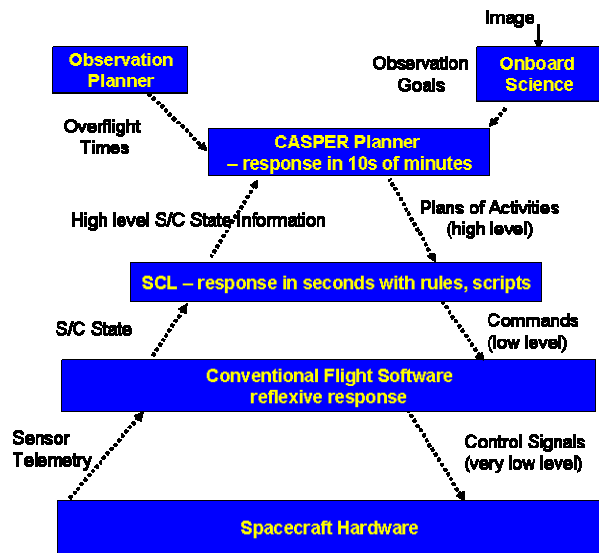 Image
Observation
Planner
Observation
Goals
Onboard
Science
Overflight
Times
CASPER Planner
– response in 10s of minutes
High level S/C State Information
Plans of Activities
(high level)
SCL – response in seconds with rules, scripts
S/C State
Commands
(low level)
Conventional Flight Software
reflexive response
Sensor
Telemetry
Control Signals
(very low level)
Spacecraft Hardware